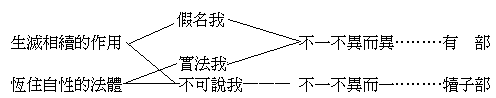 假名我
生滅相續的作用
不一不異而異………有　部
實法我
恆住自性的法體
不可說我　不一不異而一………犢子部